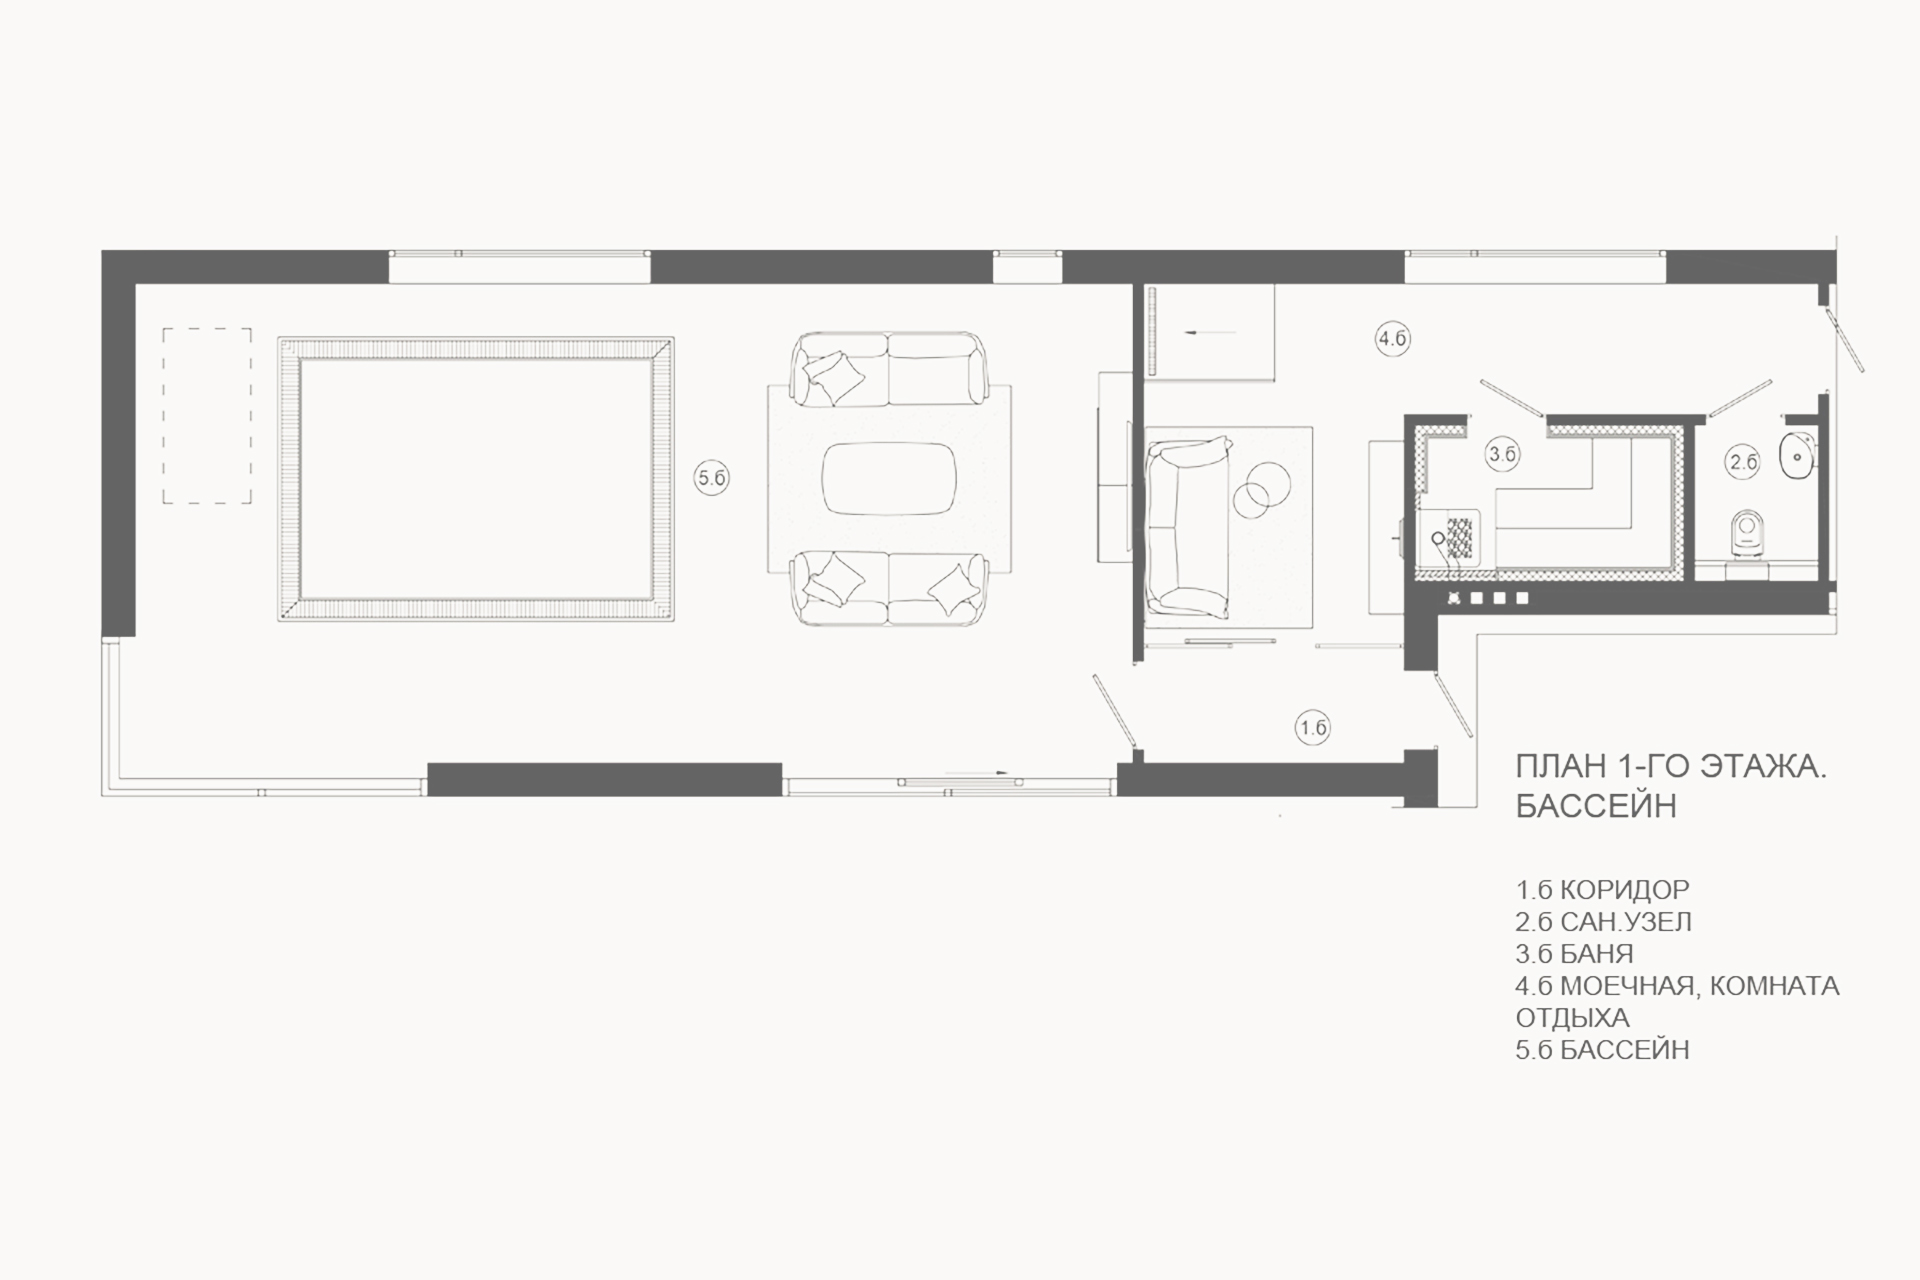 4.б
3.б
2.б
5.б
1.б
ПЛАН 1-ГО ЭТАЖА.
БАССЕЙН
1.б КОРИДОР
2.б САН.УЗЕЛ
3.б БАНЯ
4.б МОЕЧНАЯ, КОМНАТА
ОТДЫХА
5.б БАССЕЙН